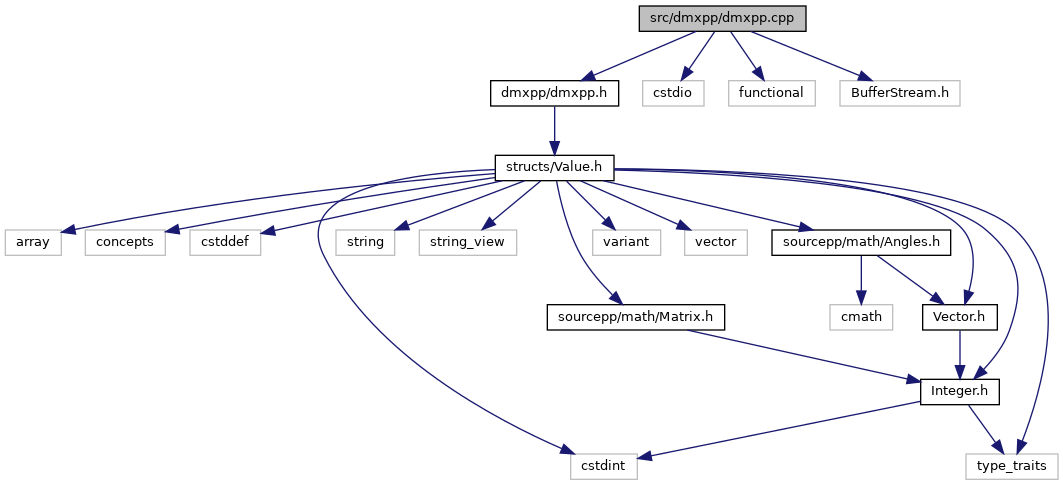 src/dmxpp/dmxpp.cpp
dmxpp/dmxpp.h
cstdio
functional
BufferStream.h
structs/Value.h
array
concepts
cstddef
string
string_view
variant
vector
sourcepp/math/Angles.h
sourcepp/math/Matrix.h
cmath
Vector.h
Integer.h
cstdint
type_traits